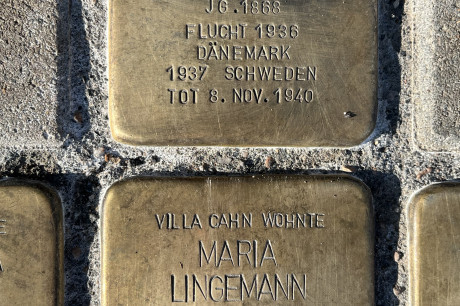 JG. 1868
FLUCHT 1936
DÄNEMARK
1937 SCHWEDEN
TOT 8. NOV. 1940
VILLA CAHN WOHNTE
MARIA
LINGEMANN